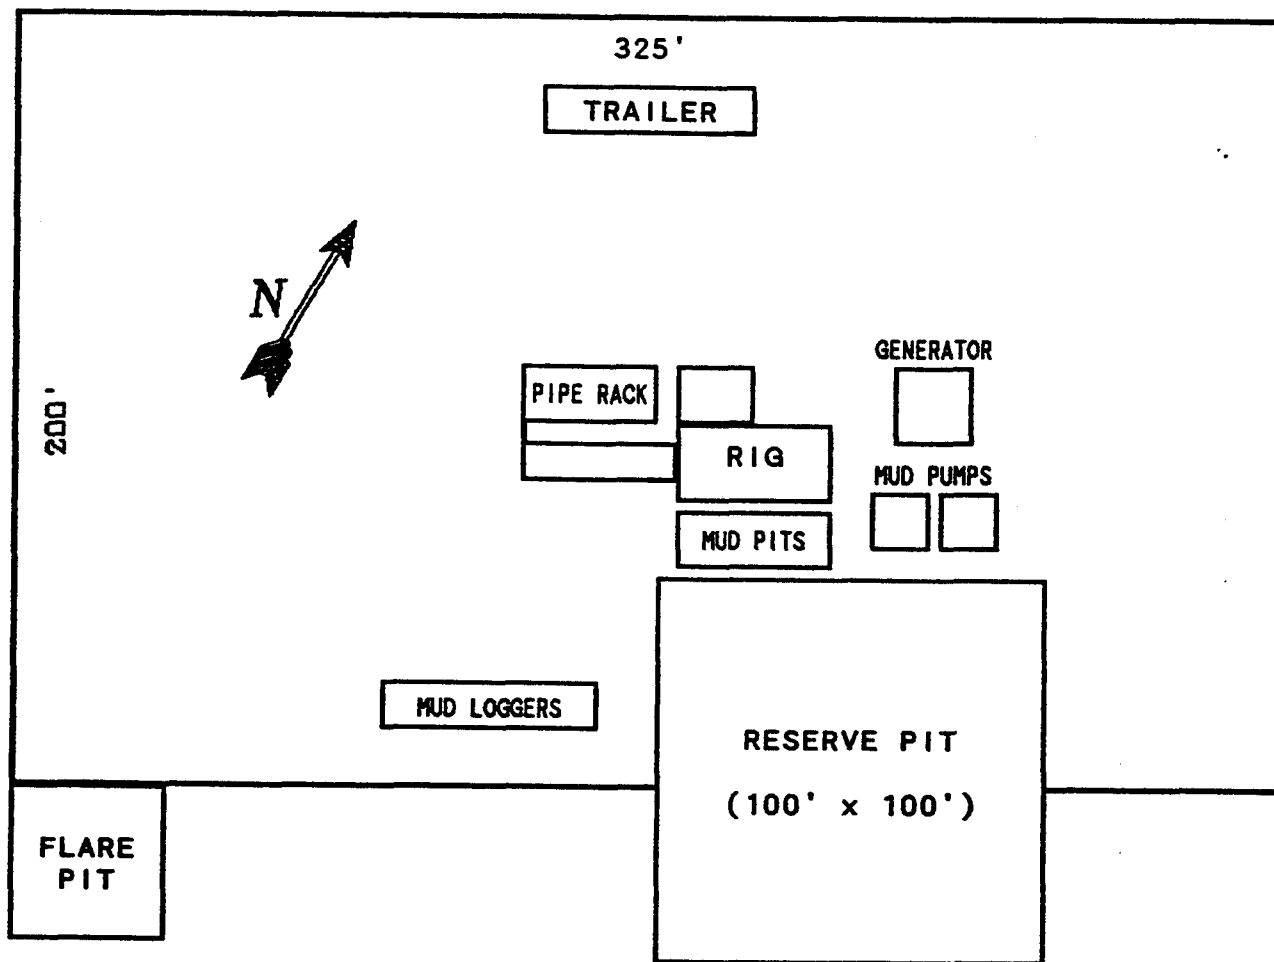 325'
TRAILER
N
200'
GENERATOR
PIPE RACK
RIG
MUD PUMPS
MUD PITS
MUD LOGGERS
RESERVE PIT
(100' x 100')
FLARE
PIT